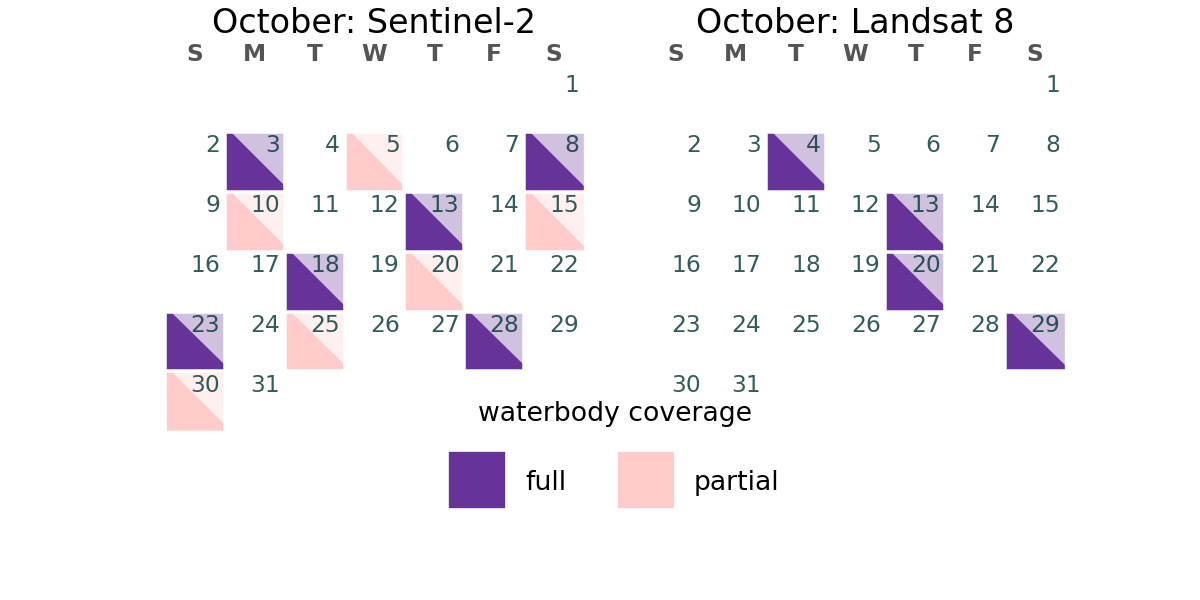 October: Sentinel-2
S M T W T F S
1
2 3 4 5 6 7 8
9 10 11 12 13 14 15
16 17 18 19 20 21 22
23 24 25 26 27 28 29
30 31
October: Landsat 8
S M T W T F S
1
2 3 4 5 6 7 8
9 10 11 12 13 14 15
16 17 18 19 20 21 22
23 24 25 26 27 28 29
30 31
waterbody coverage
full partial